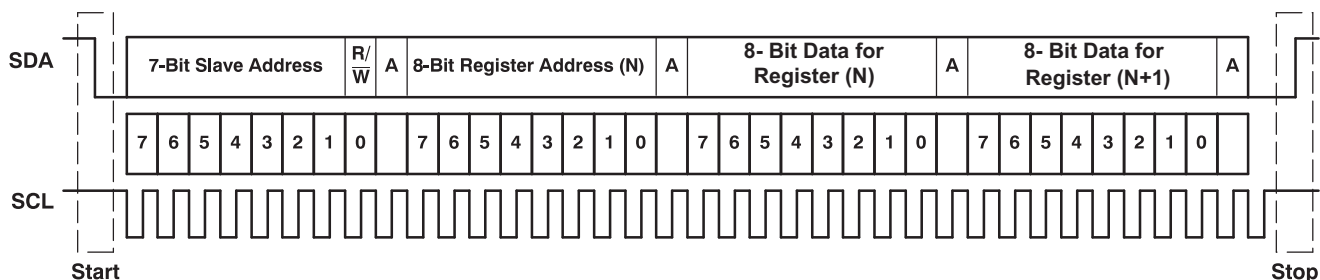 SDA
7-Bit Slave Address
R/
W
A
8-Bit Register Address (N)
A
8- Bit Data for
Register (N)
A
8- Bit Data for
Register (N+1)
A
7 6 5 4 3 2 1 0 7 6 5 4 3 2 1 0 7 6 5 4 3 2 1 0 7 6 5 4 3 2 1 0
SCL
Start
Stop